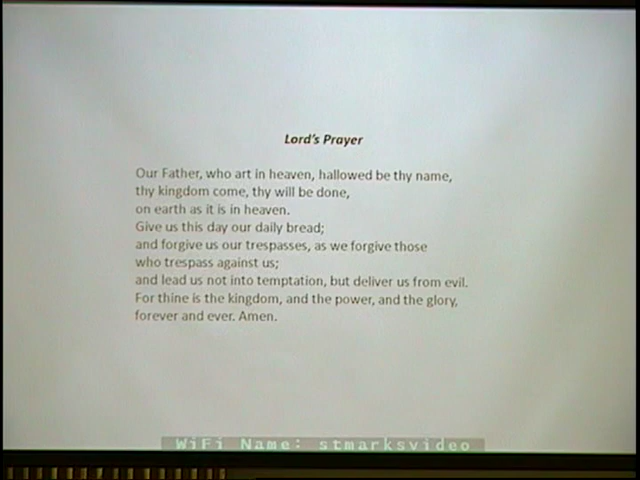 Lord's Prayer
Our Father, who art in heaven, hallowed be thy name,
thy kingdom come, thy will be done,
on earth as it is in heaven.
Give us this day our daily bread;
and forgive us our trespasses, as we forgive those
who trespass against us;
and lead us not into temptation, but deliver us from evil.
For thine is the kingdom, and the power, and the glory,
forever and ever. Amen.
WiFi Name: stmarksvideo